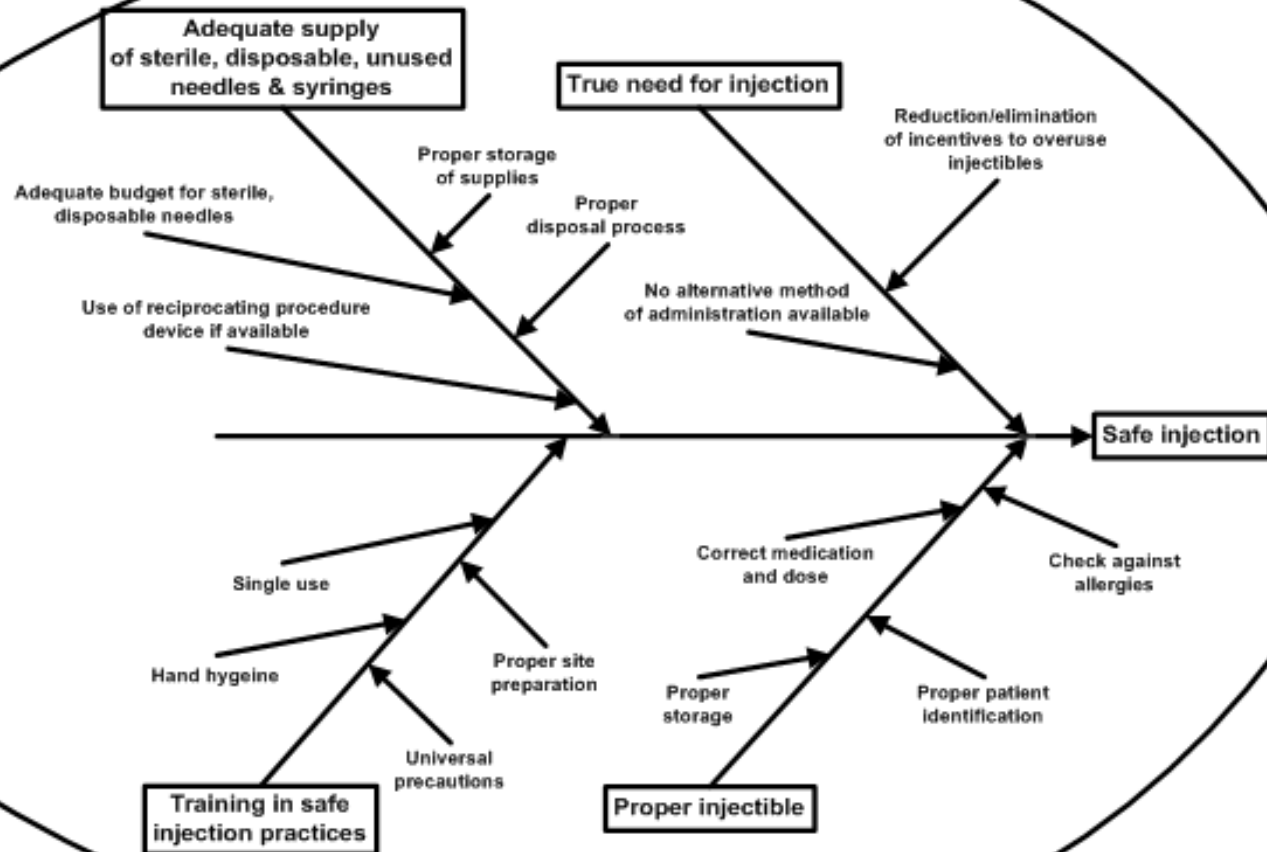 Adequate supply
of sterile, disposable, unused
needles & syringes
True need for injection
Reduction/elimination
of incentives to overuse
injectibles
Proper storage
of supplies
Adequate budget for sterile,
disposable needles
Proper
disposal process
No alternative method
of administration available
Use of reciprocating procedure
device if available
Safe injection
Single use
Correct medication
and dose
Check against
allergies
Hand hygeine
Proper site
preparation
Proper
storage
Proper patient
identification
Universal
precautions
Training in safe
injection practices
Proper injectible